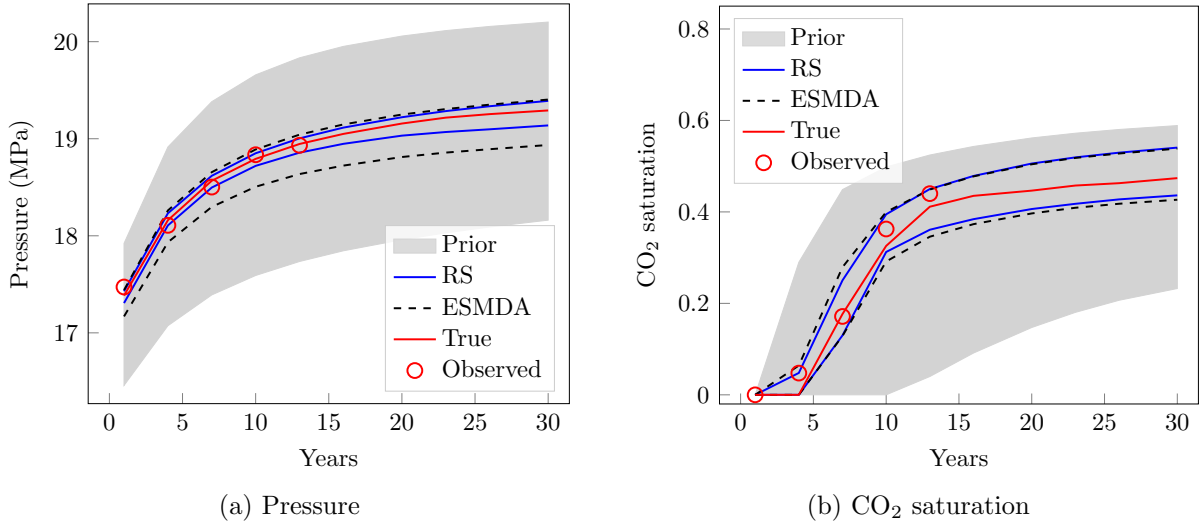 20
19
18
17
Pressure (MPa)
Prior
RS
ESMDA
True
Observed
0 5 10 15 20 25 30
Years
(a) Pressure
0.8
0.6
0.4
0.2
0
CO₂ saturation
Prior
RS
ESMDA
True
Observed
0 5 10 15 20 25 30
Years
(b) CO₂ saturation